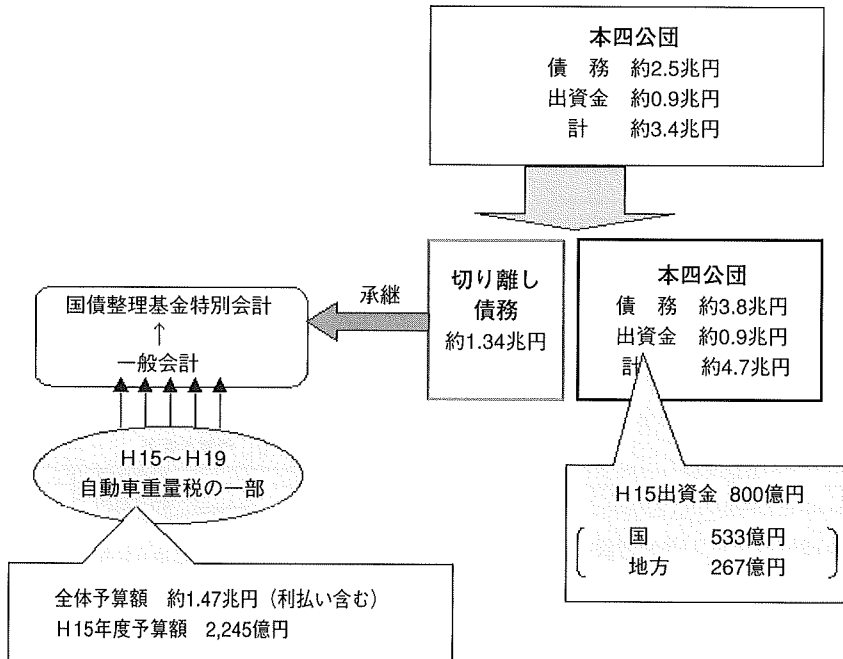 本四公団
債　務　約2.5兆円
出資金　約0.9兆円
計　約3.4兆円
切り離し
債務
約1.34兆円
本四公団
債　務　約3.8兆円
出資金　約0.9兆円
計　約4.7兆円
承継
国債整理基金特別会計
↑
一般会計
H15～H19
自動車重量税の一部
H15出資金 800億円
国　533億円
地方　267億円
全体予算額　約1.47兆円（利払い含む）
H15年度予算額　2,245億円